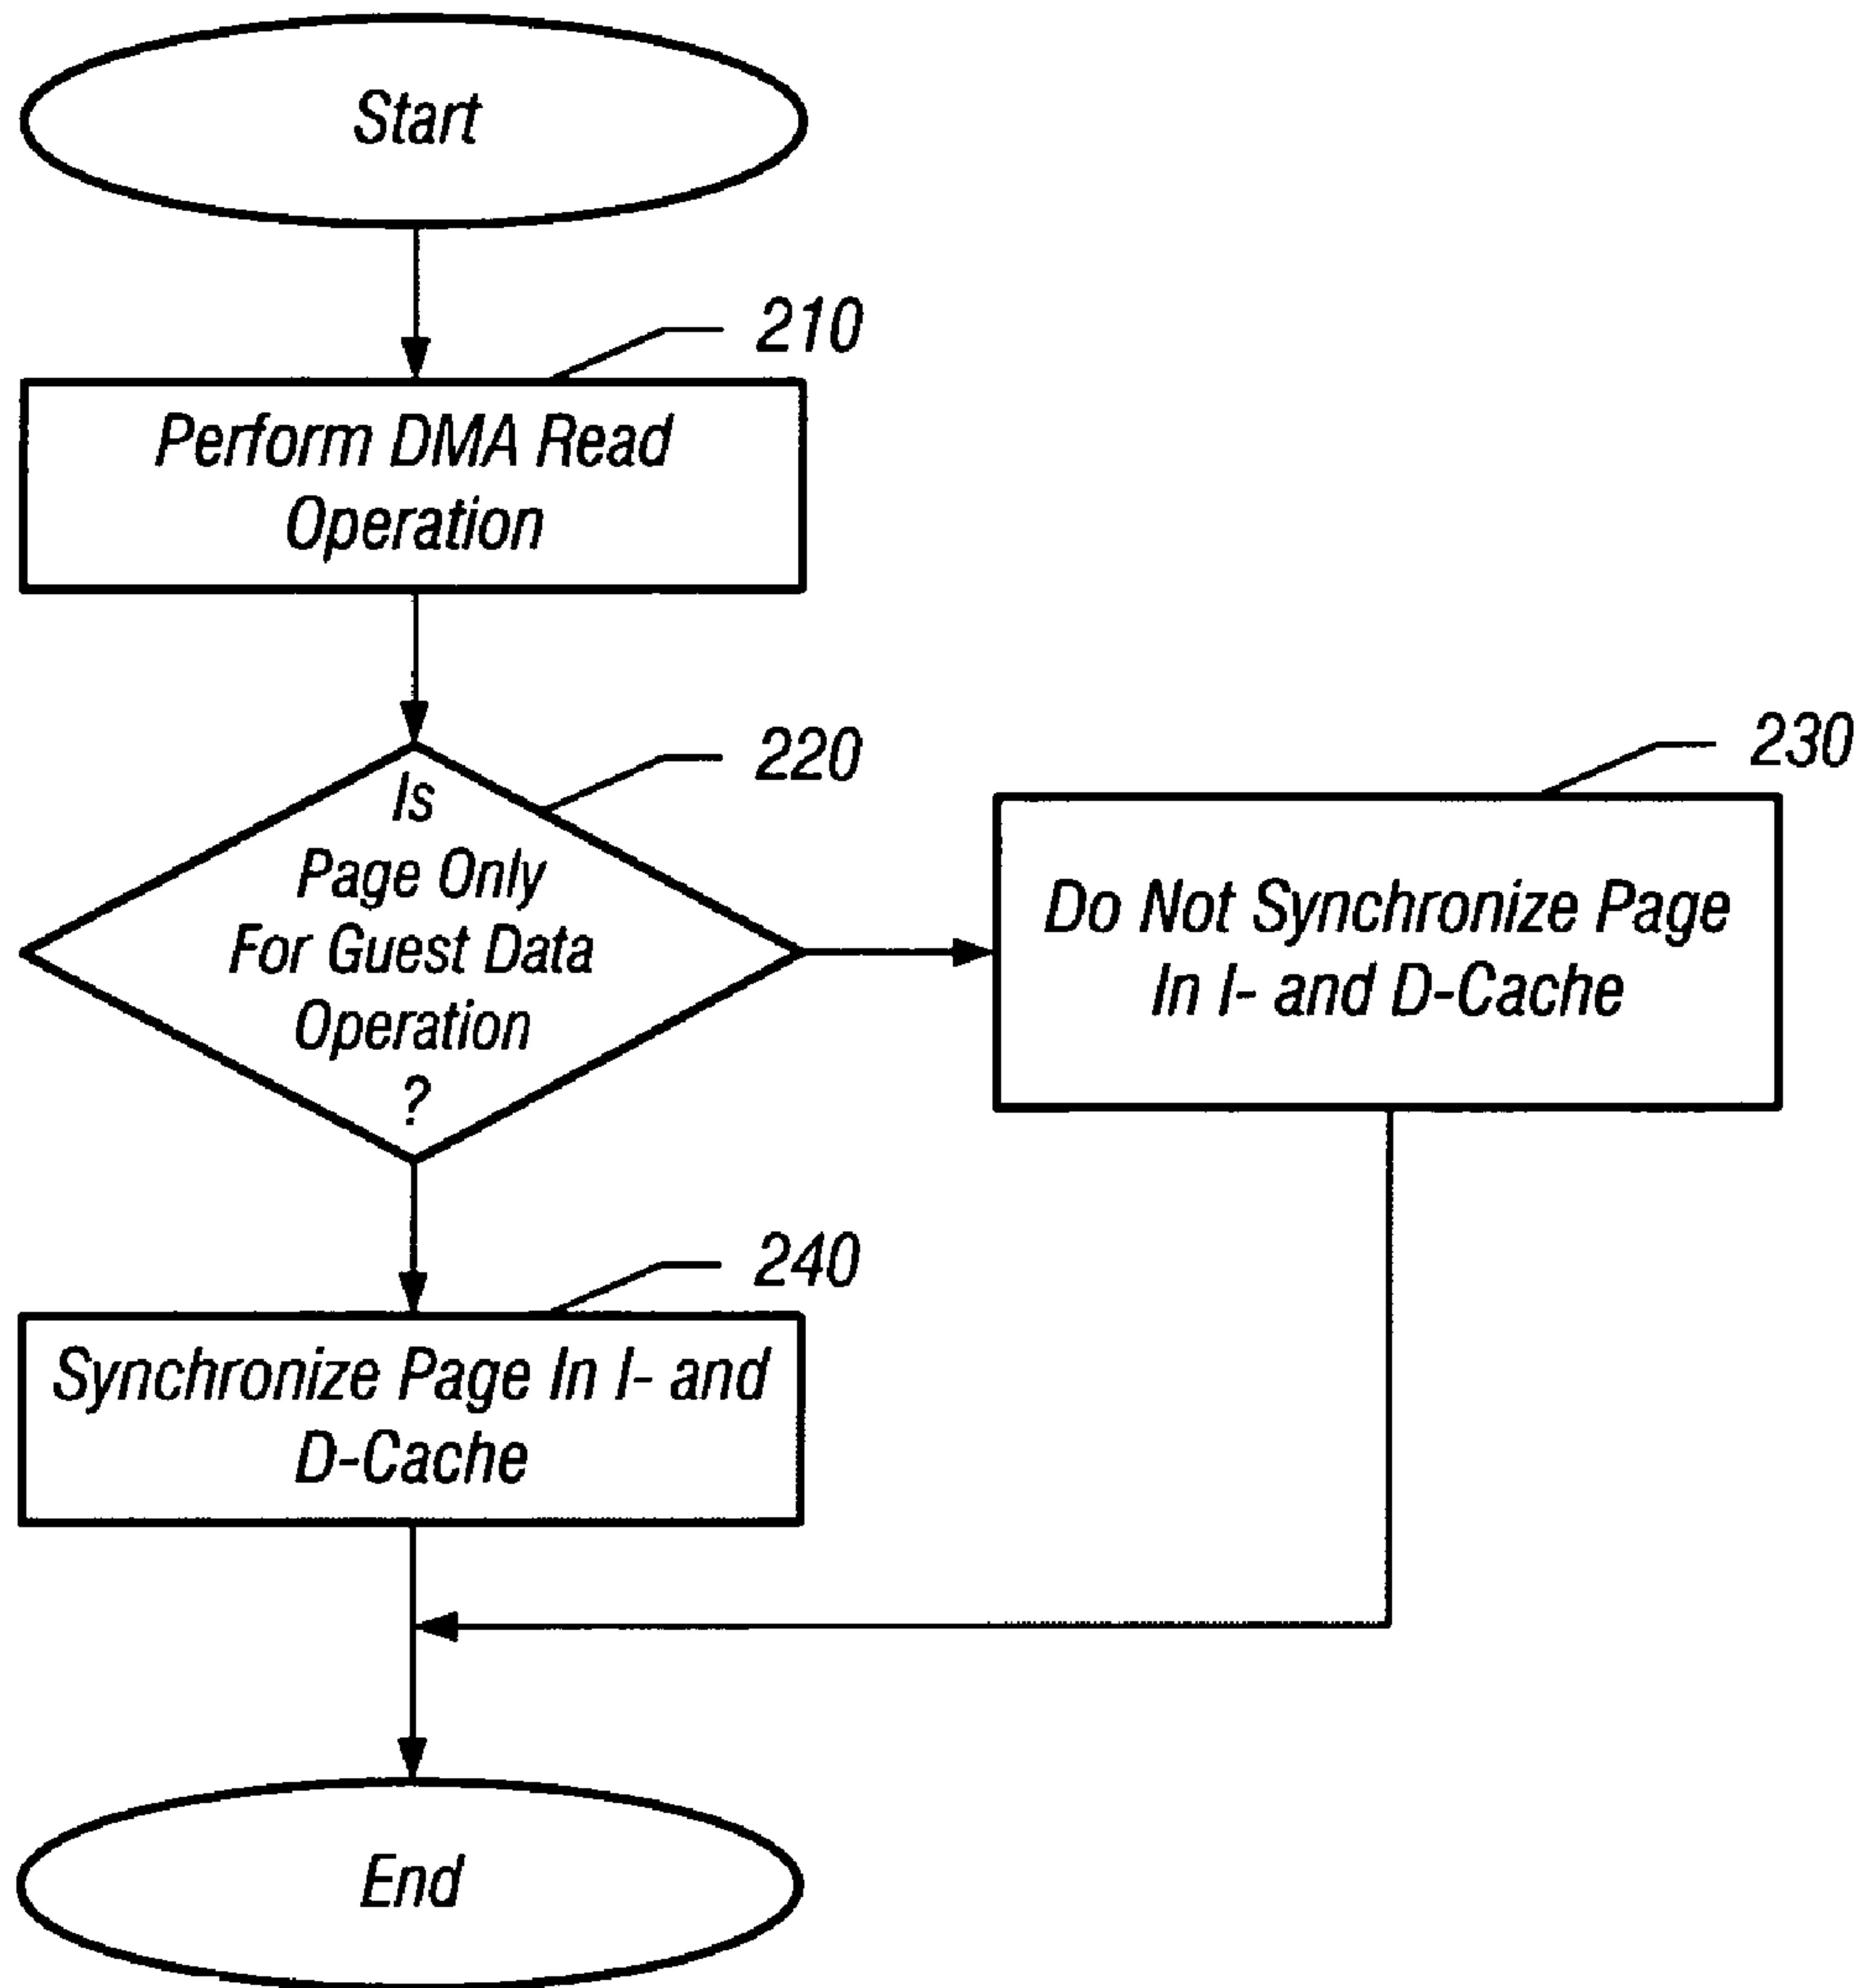 Start
210
Perform DMA Read
Operation
220
Is
Page Only
For Guest Data
Operation
?
230
Do Not Synchronize Page
In I- and D-Cache
240
Synchronize Page In I- and
D-Cache
End